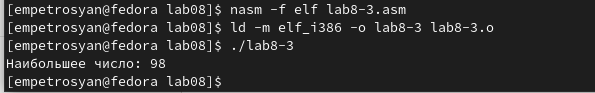 [empetrosyan@fedora lab08]$ nasm -f elf lab8-3.asm
[empetrosyan@fedora lab08]$ ld -m elf_i386 -o lab8-3 lab8-3.o
[empetrosyan@fedora lab08]$ ./lab8-3
Наибольшее число: 98
[empetrosyan@fedora lab08]$